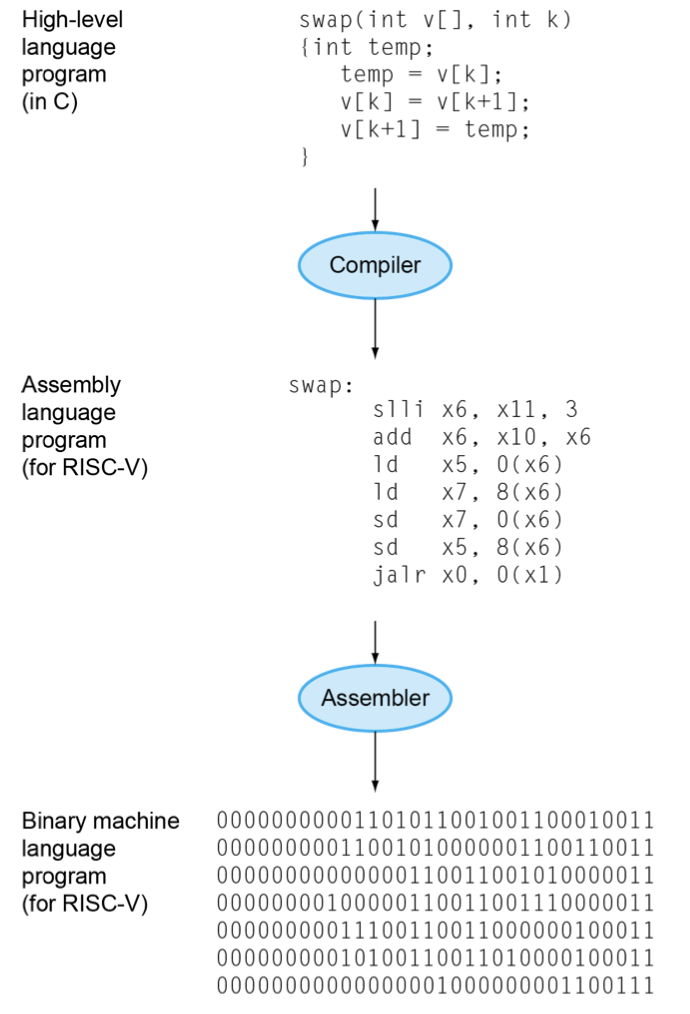 High-level
language
program
(in C)
swap(int v[], int k)
{int temp;
temp = v[k];
v[k] = v[k+1];
v[k+1] = temp;
}
Compiler
Assembly
language
program
(for RISC-V)
swap:
slli x6, x11, 3
add x6, x10, x6
ld x5, 0(x6)
ld x7, 8(x6)
sd x7, 0(x6)
sd x5, 8(x6)
jalr x0, 0(x1)
Assembler
Binary machine
language
program
(for RISC-V)
00000000001101011001001100010011
00000000011001010000001100110011
00000000000000110011001010000011
00000000100000110011001110000011
00000000011100110011000000100011
00000000010100110011010000100011
00000000000000001000000001100111